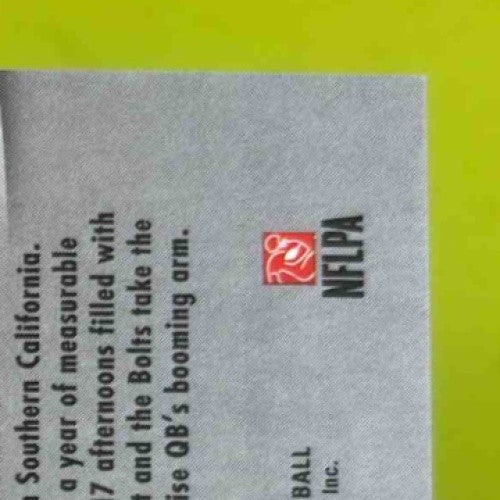 Southern California.
a year of measurable
7 afternoons filled with
t and the Bolts take the
ise QB's booming arm.
NFLPA
BALL
Inc.